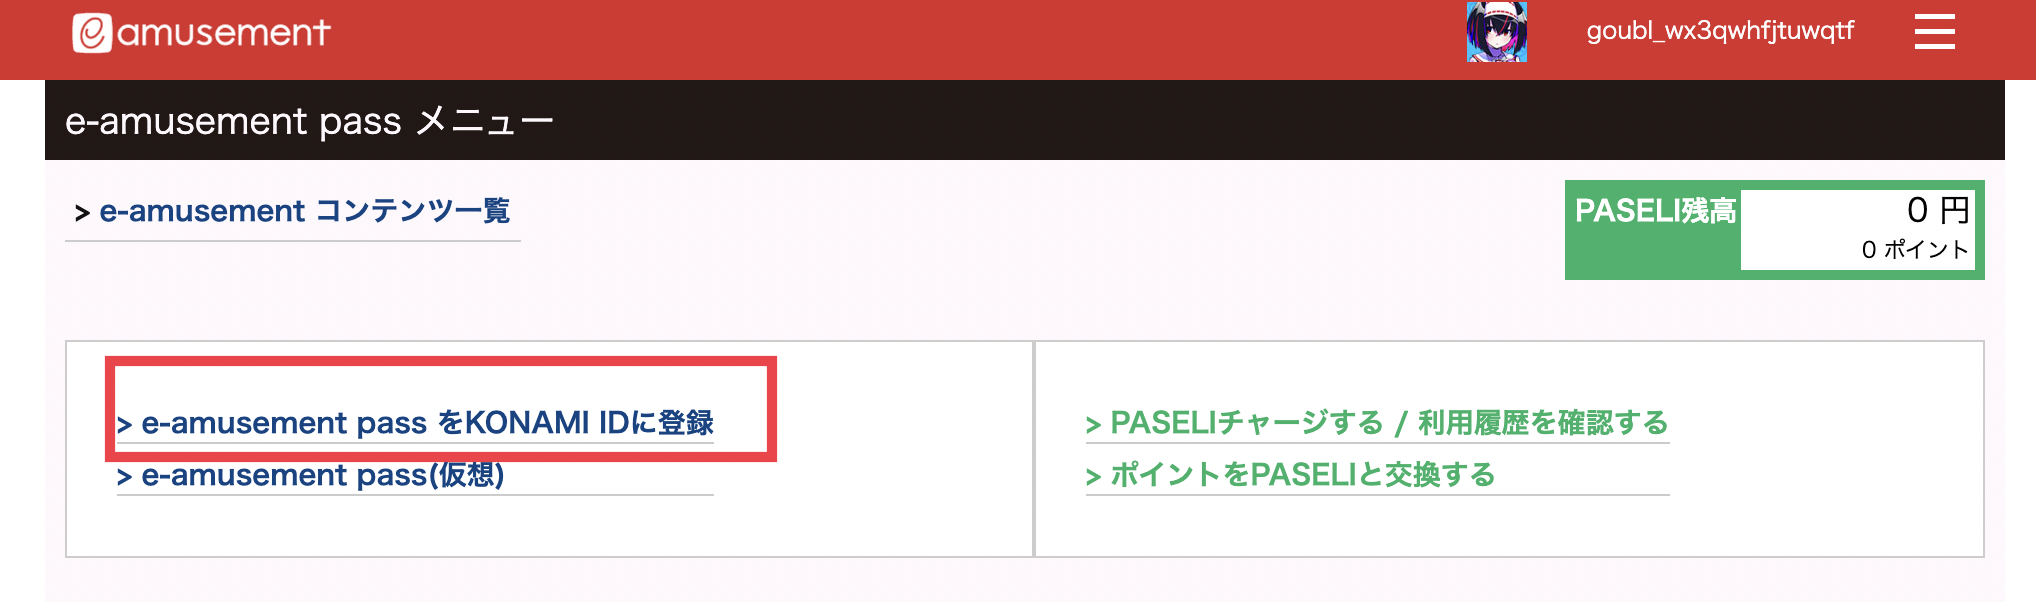 e amusement
goubl_wx3qwhfjtuwqtf
e-amusement pass メニュー
> e-amusement コンテンツ一覧
PASELI残高
0 円
0 ポイント
> e-amusement pass をKONAMI IDに登録
> e-amusement pass(仮想)
> PASELIチャージする / 利用履歴を確認する
> ポイントをPASELIと交換する